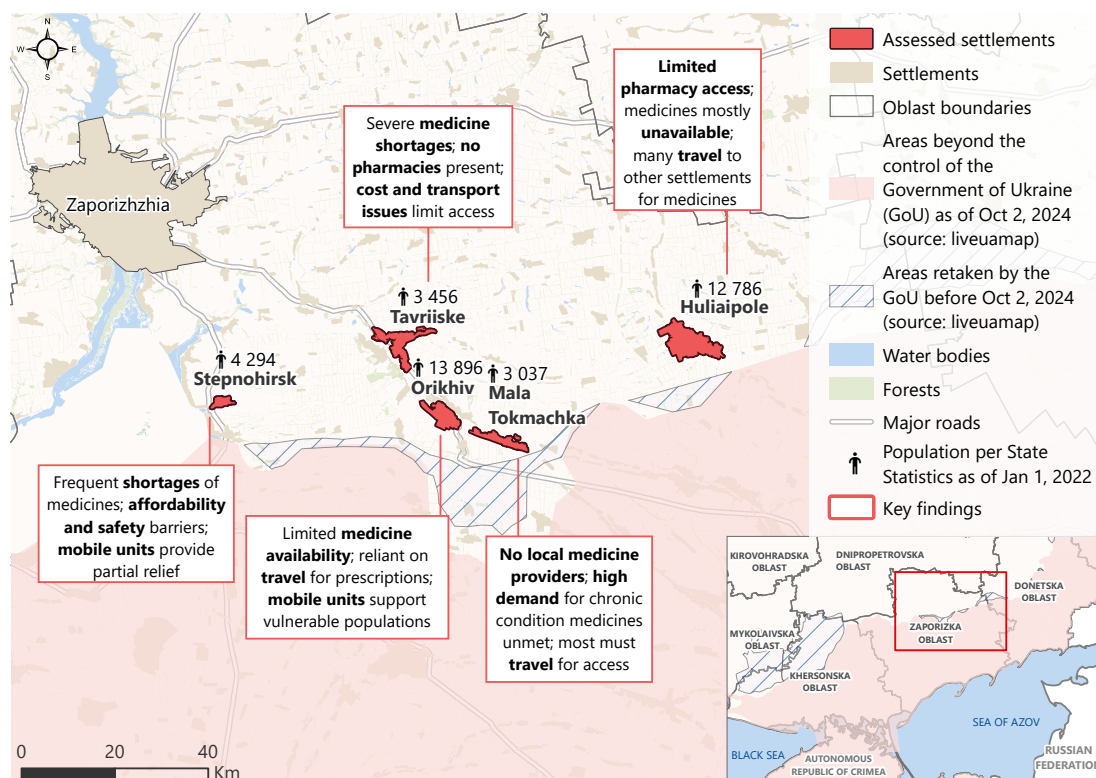 N
W E
S
Zaporizhzhia
Severe medicine
shortages; no
pharmacies present;
cost and transport
issues limit access
Limited
pharmacy access;
medicines mostly
unavailable;
many travel to
other settlements
for medicines
3 456
Tavriiske
12 786
Huliaipole
4 294
Stepnohirsk
13 896
Orikhiv
3 037
Mala
Tokmachka
Frequent shortages of
medicines; affordability
and safety barriers;
mobile units provide
partial relief
Limited medicine
availability; reliant on
travel for prescriptions;
mobile units support
vulnerable populations
No local medicine
providers; high
demand for chronic
condition medicines
unmet; most must
travel for access
0 20 40
Km
Assessed settlements
Settlements
Oblast boundaries
Areas beyond the
control of the
Government of Ukraine
(GoU) as of Oct 2, 2024
(source: liveuamap)
Areas retaken by the
GoU before Oct 2, 2024
(source: liveuamap)
Water bodies
Forests
Major roads
Population per State
Statistics as of Jan 1, 2022
Key findings
KIROVOHRADSKA
OBLAST
DNIPROPETROVSKA
OBLAST
DONETSKA
OBLAST
ZAPORIZKA
OBLAST
MYKOLAIVSKA
OBLAST
KHERSONSKA
OBLAST
SEA OF AZOV
BLACK SEA
AUTONOMOUS
REPUBLIC OF CRIMEA
RUSSIAN
FEDERATION